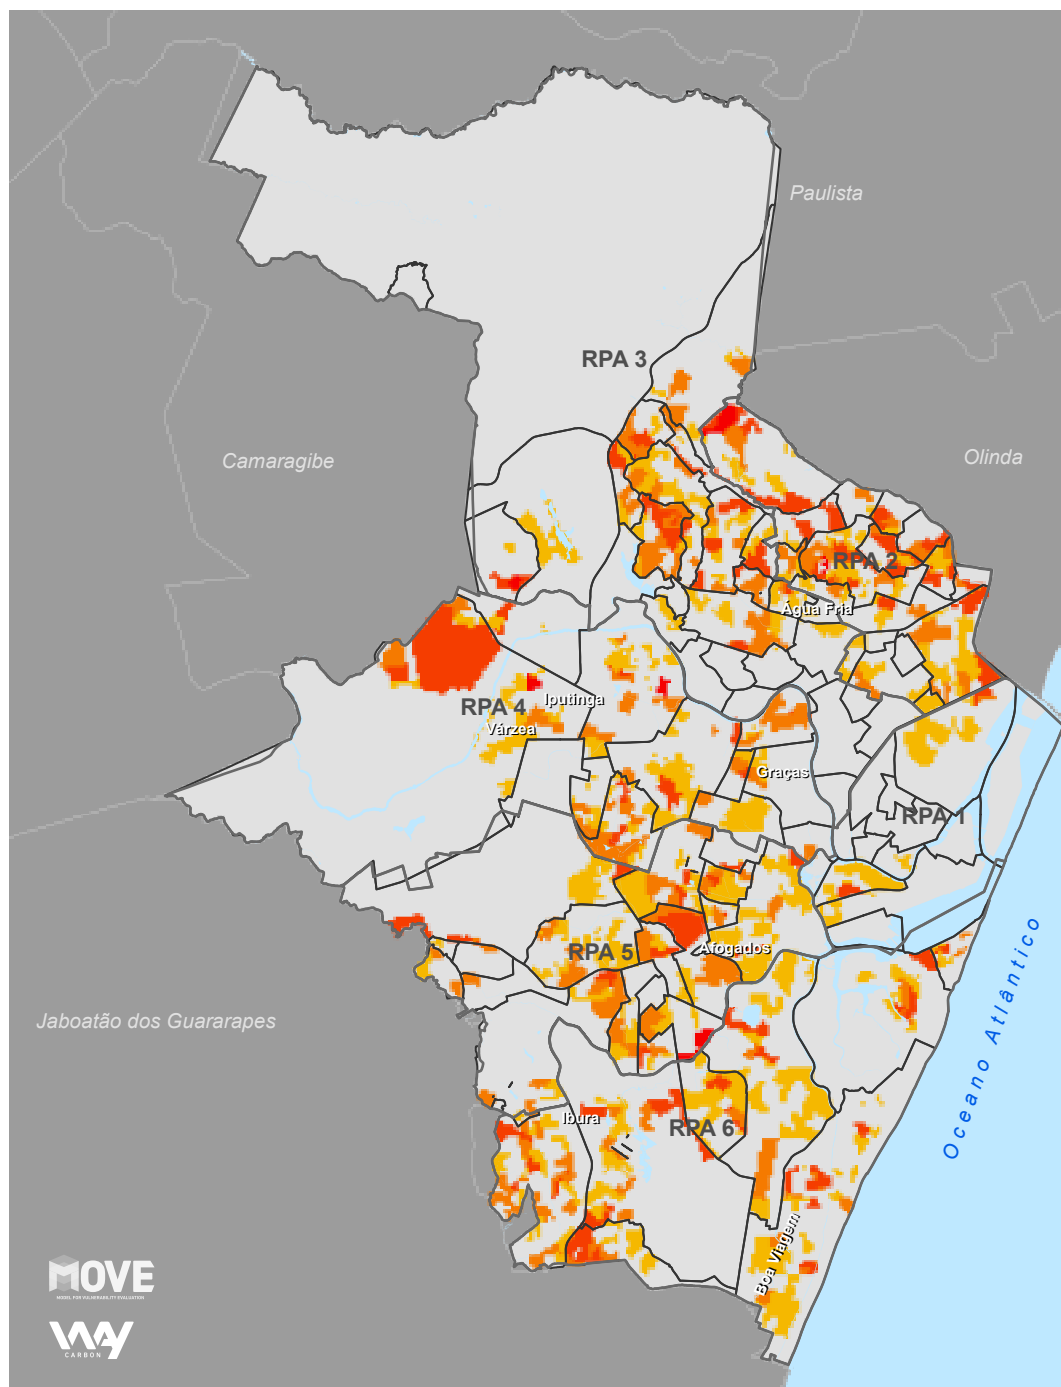 Paulista
RPA 3
Camaragibe
Olinda
RPA 2
Água Fria
RPA 4
Iputinga
Várzea
Graças
RPA 1
RPA 5
Afogados
Jaboatão dos Guararapes
Oceano Atlântico
Ibura
RPA 6
Boa Viagem
MOVE
MODEL FOR VULNERABILITY EVALUATION
WAY
CARBON